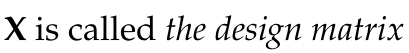 X is called the design matrix